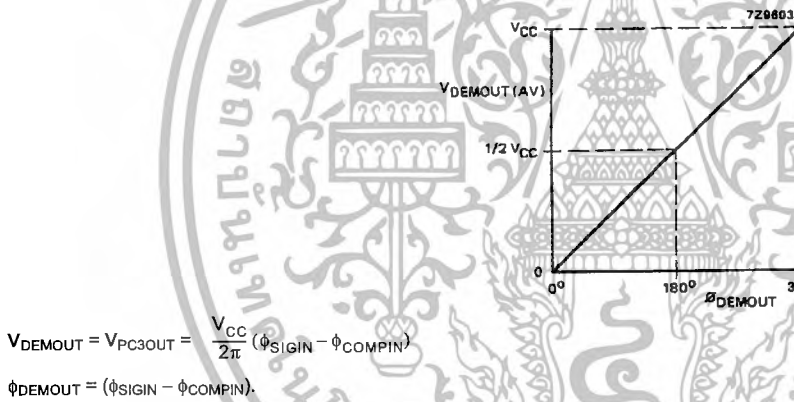 7Z9603
VCC
VDEMOUT (AV)
1/2 VCC
0
0° 180° 3
ØDEMOUT
VDEMOUT = VPC3OUT = VCC/2π (ϕSIGIN − ϕCOMPIN)
ϕDEMOUT = (ϕSIGIN − ϕCOMPIN).